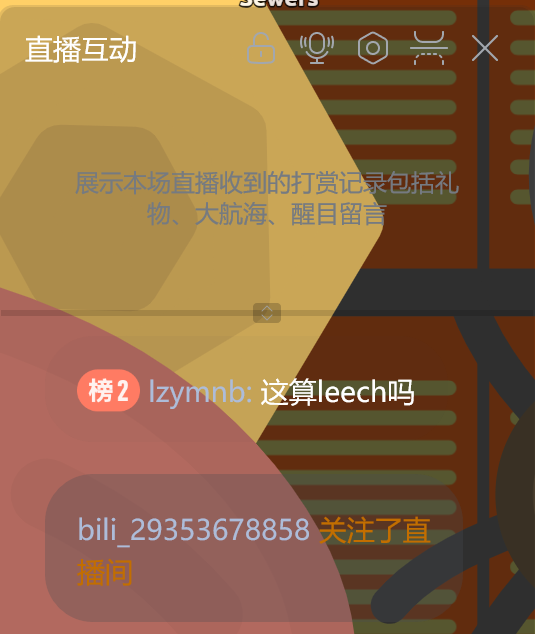 Sewers
直播互动
展示本场直播收到的打赏记录包括礼
物、大航海、醒目留言
榜2 lzymnb: 这算leech吗
bili_29353678858 关注了直
播间